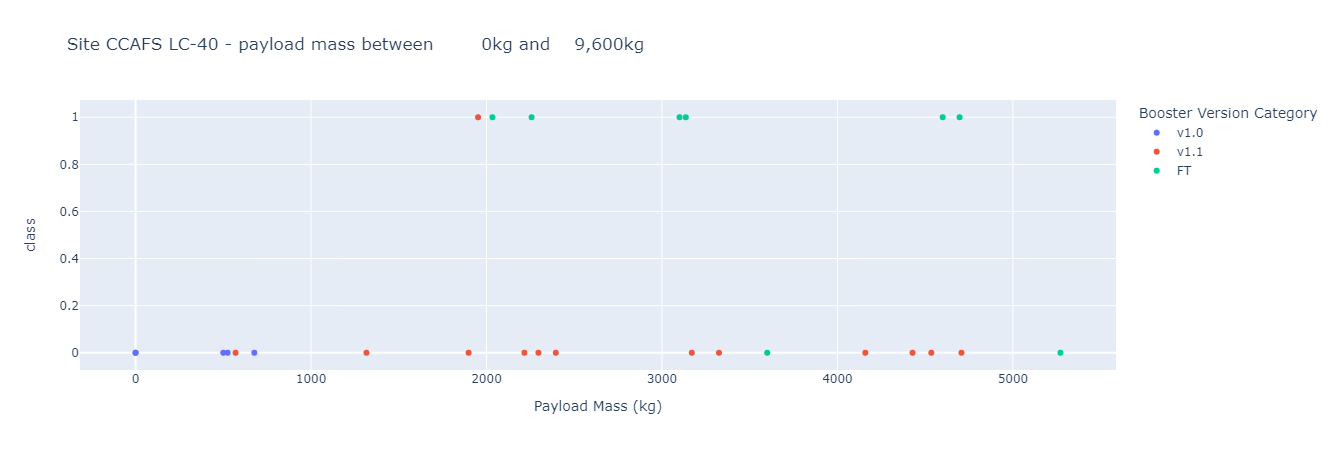 Site CCAFS LC-40 - payload mass between 0kg and 9,600kg
Booster Version Category
v1.0
v1.1
FT
1
0.8
0.6
0.4
0.2
0
class
0 1000 2000 3000 4000 5000
Payload Mass (kg)